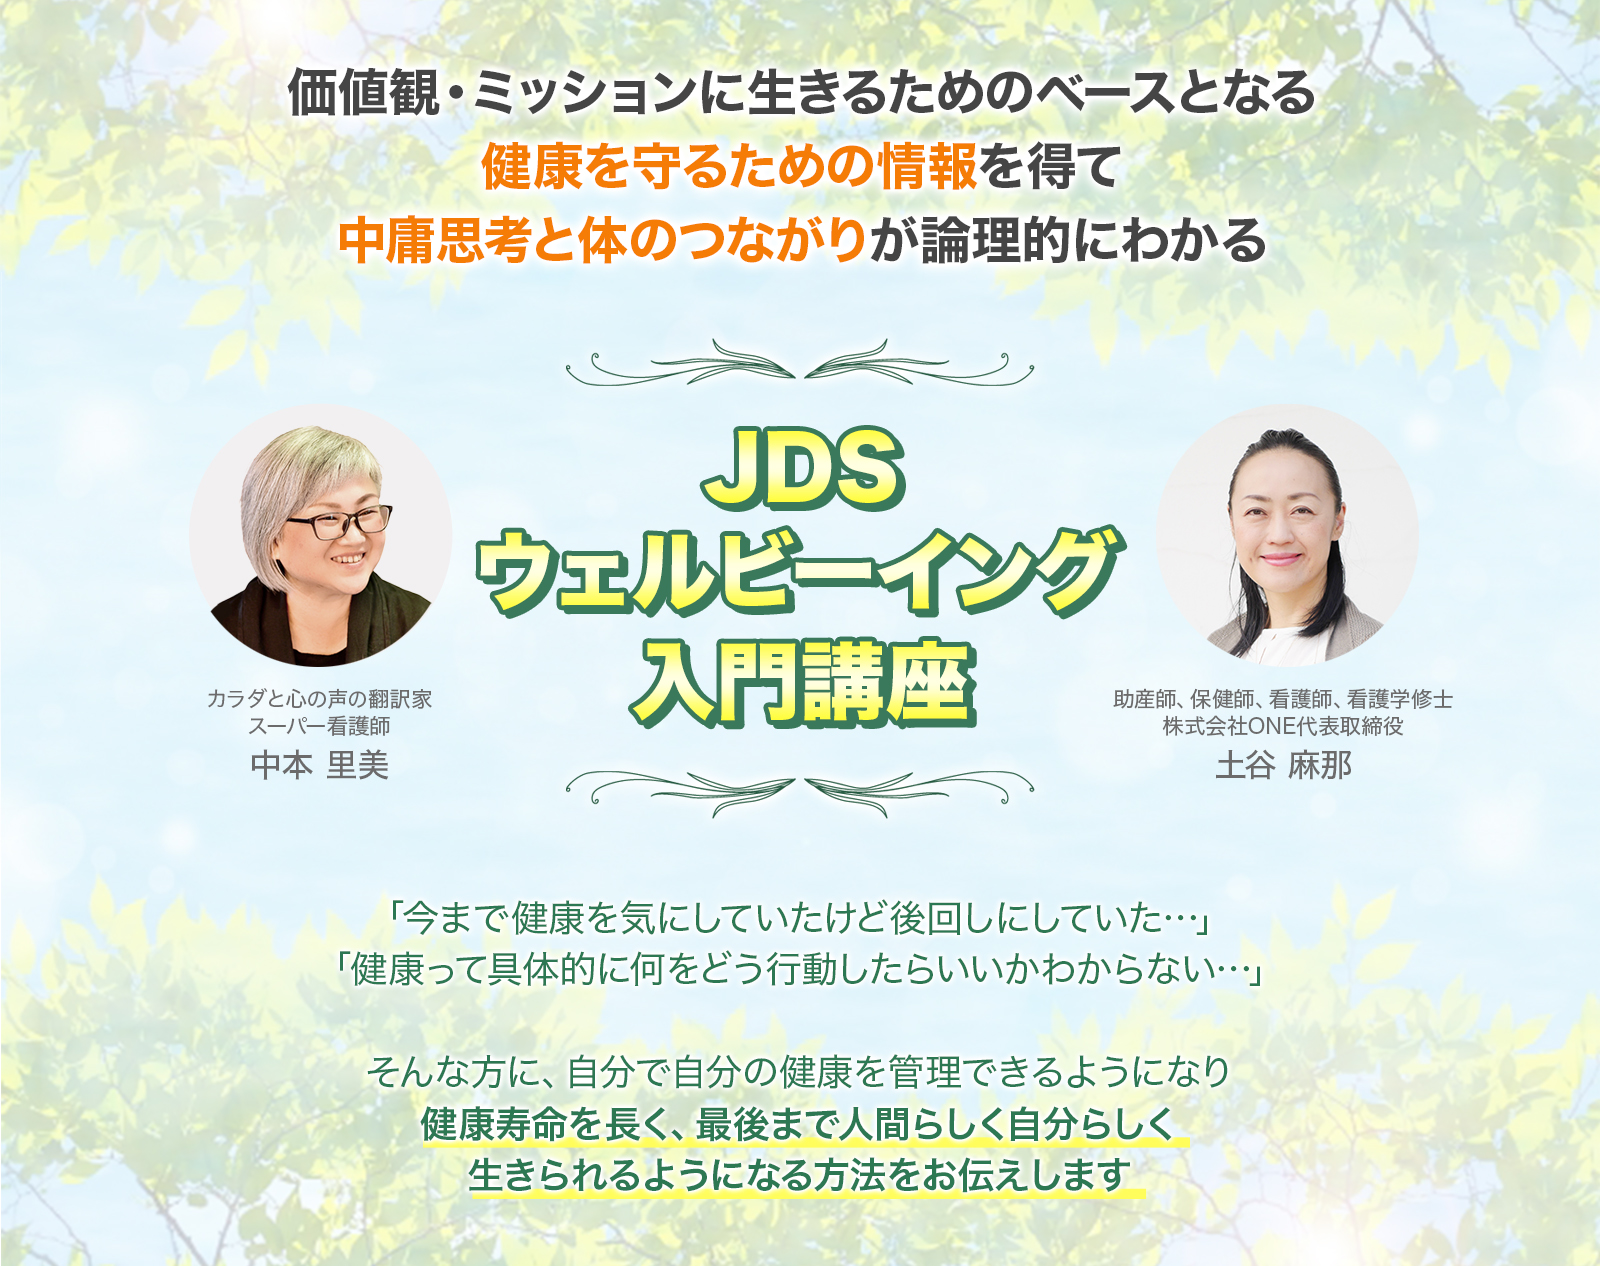 価値観・ミッションに生きるためのベースとなる
健康を守るための情報を得て
中庸思考と体のつながりが論理的にわかる
JDS
ウェルビーイング
入門講座
カラダと心の声の翻訳家
スーパー看護師
中本 里美
助産師、保健師、看護師、看護学修士
株式会社ONE代表取締役
土谷 麻那
「今まで健康を気にしていたけど後回しにしていた…」
「健康って具体的に何をどう行動したらいいかわからない…」
そんな方に、自分で自分の健康を管理できるようになり
健康寿命を長く、最後まで人間らしく自分らしく
生きられるようになる方法をお伝えします